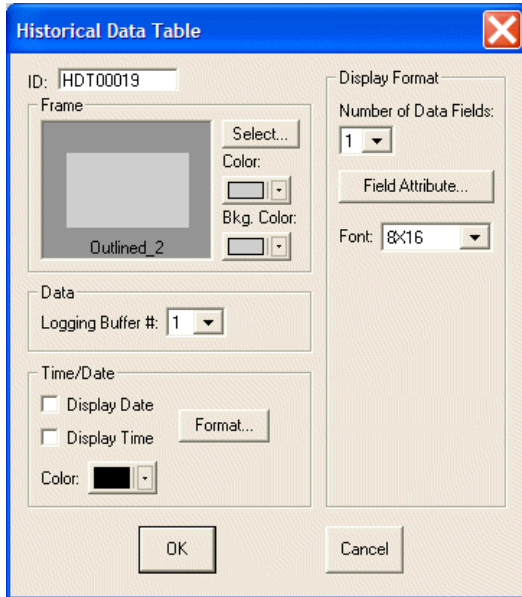 Historical Data Table
ID: HDT00019
Frame
Select...
Color:
Bkg. Color:
Outlined_2
Data
Logging Buffer #: 1
Time/Date
Display Date
Display Time
Format...
Color:
Display Format
Number of Data Fields:
1
Field Attribute...
Font: 8X16
OK
Cancel